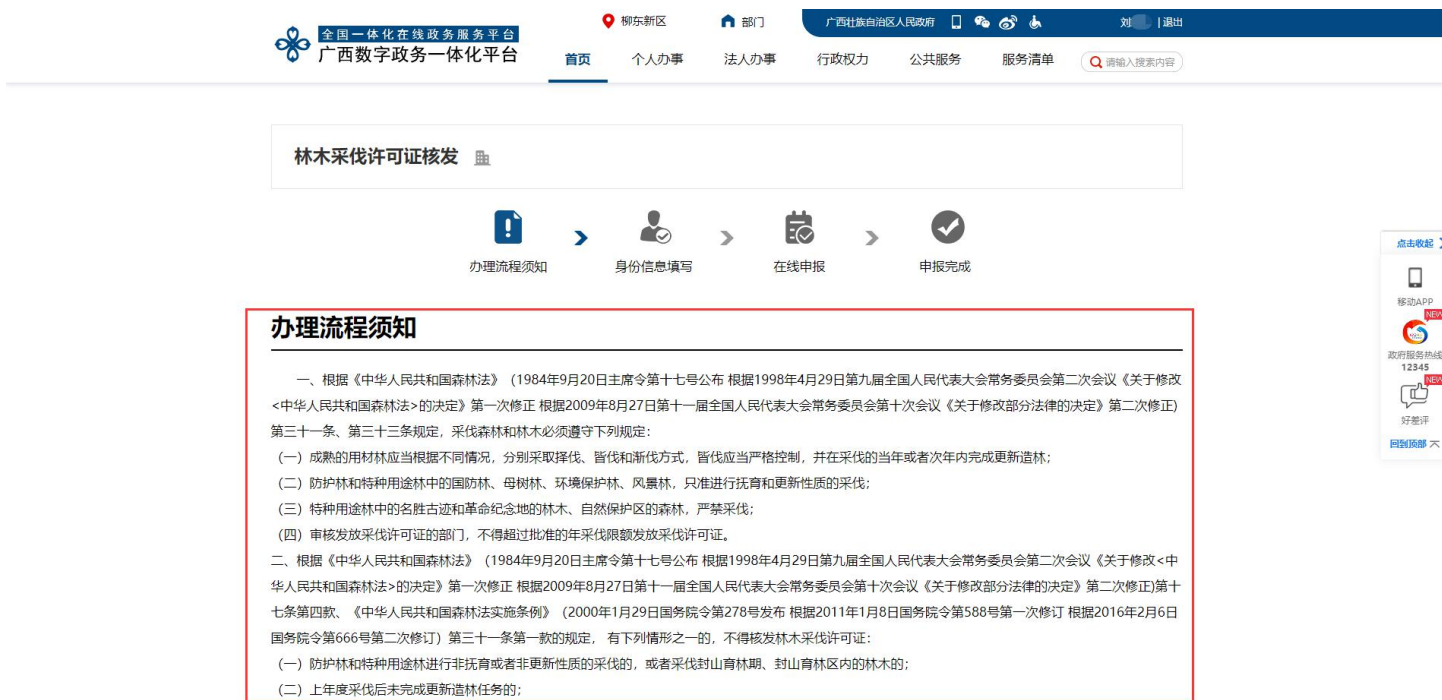 柳东新区
部门
广西壮族自治区人民政府
刘
|退出
全国一体化在线政务服务平台
广西数字政务一体化平台
首页
个人办事
法人办事
行政权力
公共服务
服务清单
请输入搜素内容
林木采伐许可证核发
办理流程须知
身份信息填写
在线申报
申报完成
点击收起
移动APP
NEW
政府服务热线
12345
NEW
好差评
回到顶部
办理流程须知
一、根据《中华人民共和国森林法》（1984年9月20日主席令第十七号公布 根据1998年4月29日第九届全国人民代表大会常务委员会第二次会议《关于修改
<中华人民共和国森林法>的决定》第一次修正 根据2009年8月27日第十一届全国人民代表大会常务委员会第十次会议《关于修改部分法律的决定》第二次修正)
第三十一条、第三十三条规定，采伐森林和林木必须遵守下列规定：
（一）成熟的用材林应当根据不同情况，分别采取择伐、皆伐和渐伐方式，皆伐应当严格控制，并在采伐的当年或者次年内完成更新造林；
（二）防护林和特种用途林中的国防林、母树林、环境保护林、风景林，只准进行抚育和更新性质的采伐；
（三）特种用途林中的名胜古迹和革命纪念地的林木、自然保护区的森林，严禁采伐；
（四）审核发放采伐许可证的部门，不得超过批准的年采伐限额发放采伐许可证。
二、根据《中华人民共和国森林法》（1984年9月20日主席令第十七号公布 根据1998年4月29日第九届全国人民代表大会常务委员会第二次会议《关于修改<中
华人民共和国森林法>的决定》第一次修正 根据2009年8月27日第十一届全国人民代表大会常务委员会第十次会议《关于修改部分法律的决定》第二次修正)第十
七条第四款、《中华人民共和国森林法实施条例》（2000年1月29日国务院令第278号发布 根据2011年1月8日国务院令第588号第一次修订 根据2016年2月6日
国务院令第666号第二次修订）第三十一条第一款的规定， 有下列情形之一的，不得核发林木采伐许可证：
（一）防护林和特种用途林进行非抚育或者非更新性质的采伐的，或者采伐封山育林期、封山育林区内的林木的；
（二）上年度采伐后未完成更新造林任务的；